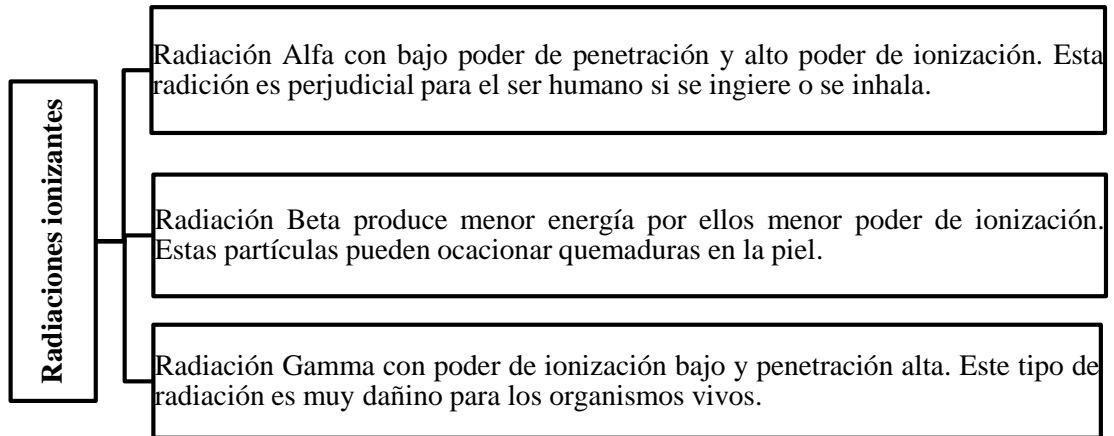 Radiaciones ionizantes
Radiación Alfa con bajo poder de penetración y alto poder de ionización. Esta
radición es perjudicial para el ser humano si se ingiere o se inhala.
Radiación Beta produce menor energía por ellos menor poder de ionización.
Estas partículas pueden ocacionar quemaduras en la piel.
Radiación Gamma con poder de ionización bajo y penetración alta. Este tipo de
radiación es muy dañino para los organismos vivos.